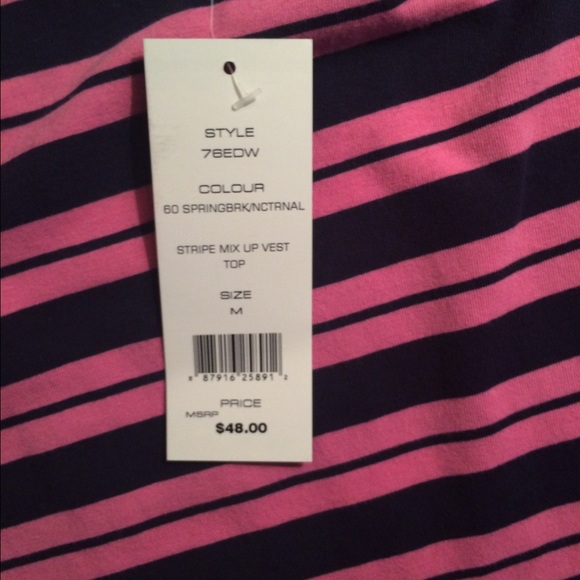 STYLE
76EDW
COLOUR
60 SPRINGBRK/NCTRNAL
STRIPE MIX UP VEST
TOP
SIZE
M
8 87916 25891 2
PRICE
MSRP
$48.00